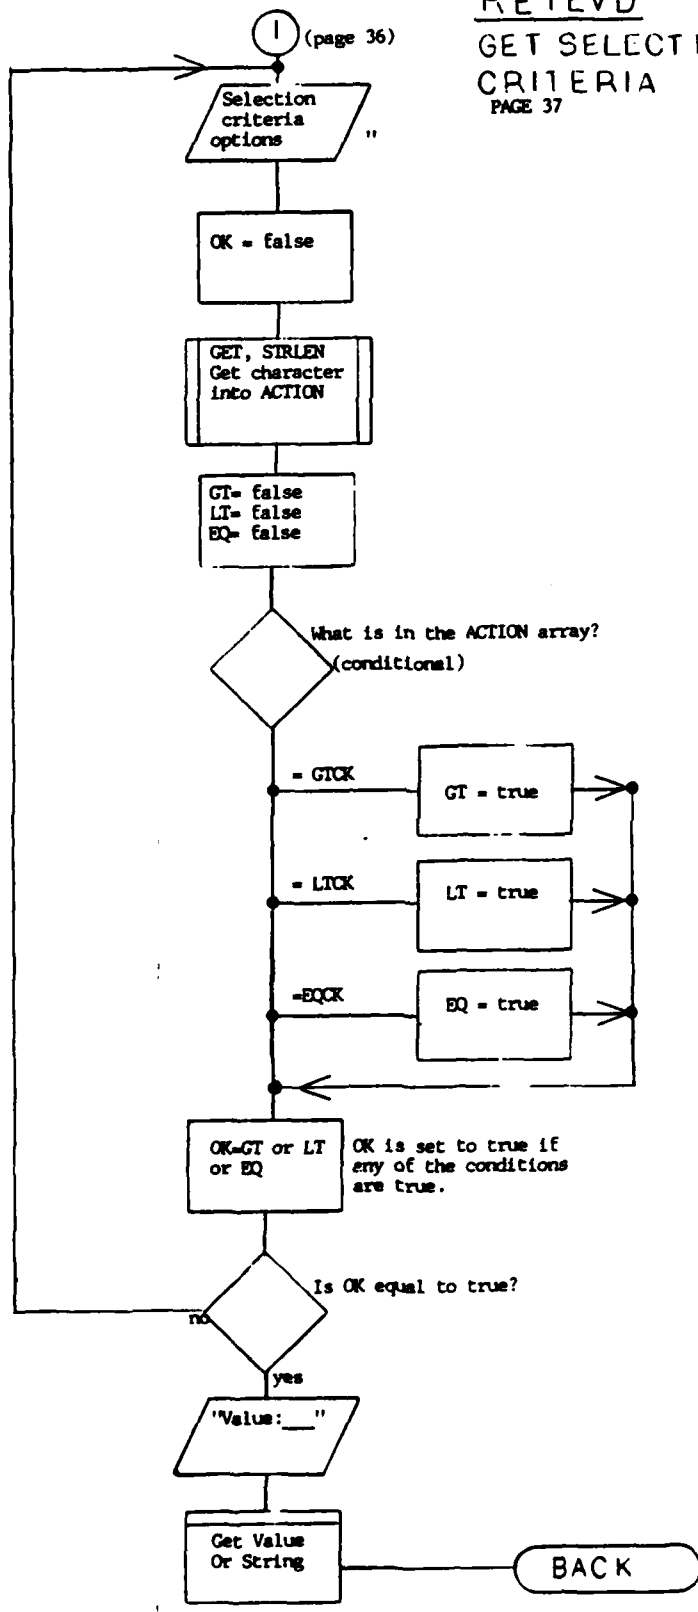 1 (page 36)
RETEVD
GET SELECT
CRITERIA
PAGE 37
Selection
criteria
options "
OK = false
GET, STRLEN
Get character
into ACTION
GT= false
LT= false
EQ= false
What is in the ACTION array?
(conditional)
= GTCK
GT = true
= LTCK
LT = true
=EQCK
EQ = true
OK=GT or LT
or EQ
OK is set to true if
any of the conditions
are true.
Is OK equal to true?
no
yes
"Value:___"
Get Value
Or String
BACK